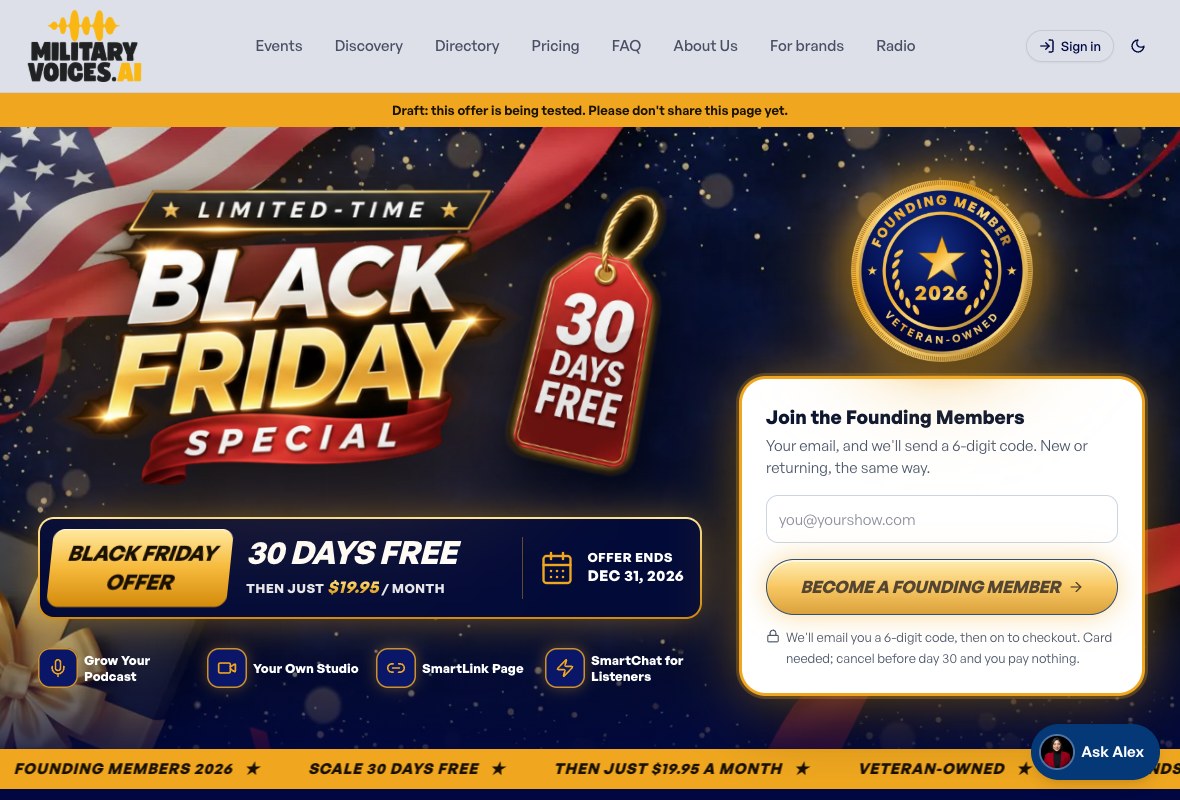 MILITARY
VOICES.AI
Events
Discovery
Directory
Pricing
FAQ
About Us
For brands
Radio
Sign in
Draft: this offer is being tested. Please don't share this page yet.
LIMITED-TIME
BLACK
FRIDAY
SPECIAL
30
DAYS
FREE
FOUNDING MEMBER
2026
VETERAN-OWNED
Join the Founding Members
Your email, and we'll send a 6-digit code. New or
returning, the same way.
you@yourshow.com
BECOME A FOUNDING MEMBER
We'll email you a 6-digit code, then on to checkout. Card
needed; cancel before day 30 and you pay nothing.
BLACK FRIDAY
OFFER
30 DAYS FREE
THEN JUST $19.95 / MONTH
OFFER ENDS
DEC 31, 2026
Grow Your
Podcast
Your Own Studio
SmartLink Page
SmartChat for
Listeners
Ask Alex
FOUNDING MEMBERS 2026 ★ SCALE 30 DAYS FREE ★ THEN JUST $19.95 A MONTH ★ VETERAN-OWNED ★